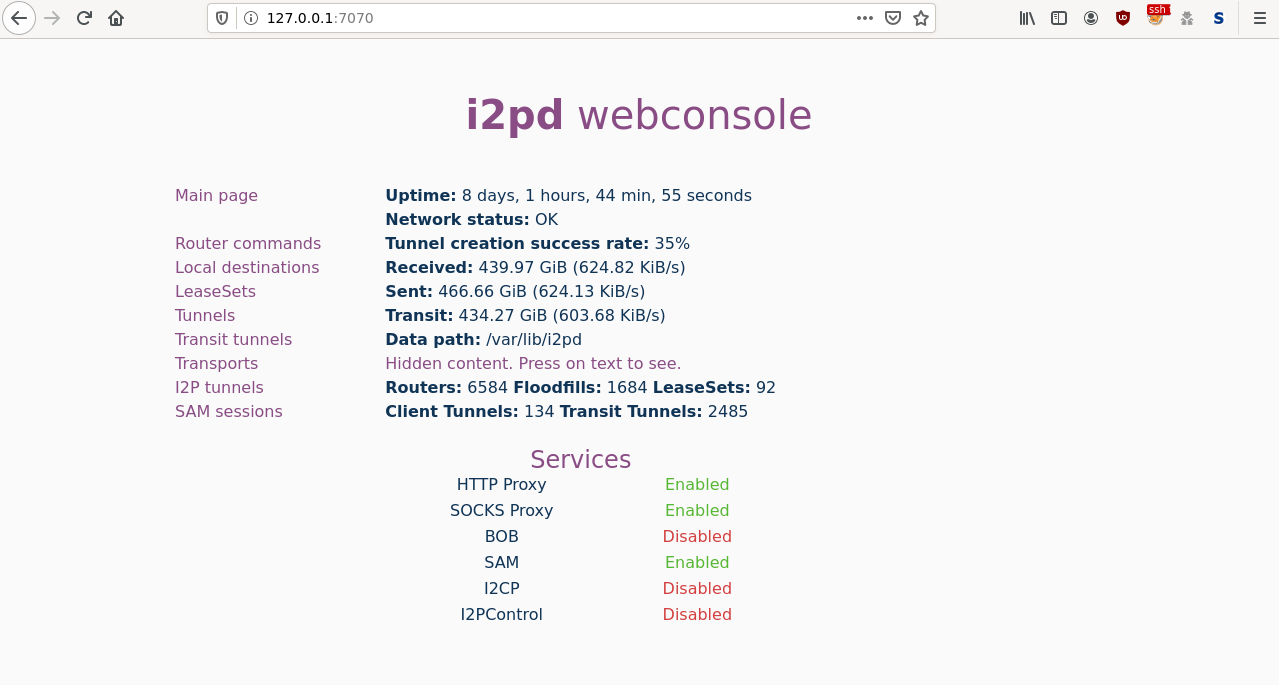 127.0.0.1:7070
ssh
UD
S
i2pd webconsole
Main page
Router commands
Local destinations
LeaseSets
Tunnels
Transit tunnels
Transports
I2P tunnels
SAM sessions
Uptime: 8 days, 1 hours, 44 min, 55 seconds
Network status: OK
Tunnel creation success rate: 35%
Received: 439.97 GiB (624.82 KiB/s)
Sent: 466.66 GiB (624.13 KiB/s)
Transit: 434.27 GiB (603.68 KiB/s)
Data path: /var/lib/i2pd
Hidden content. Press on text to see.
Routers: 6584 Floodfills: 1684 LeaseSets: 92
Client Tunnels: 134 Transit Tunnels: 2485
Services
HTTP Proxy Enabled
SOCKS Proxy Enabled
BOB Disabled
SAM Enabled
I2CP Disabled
I2PControl Disabled